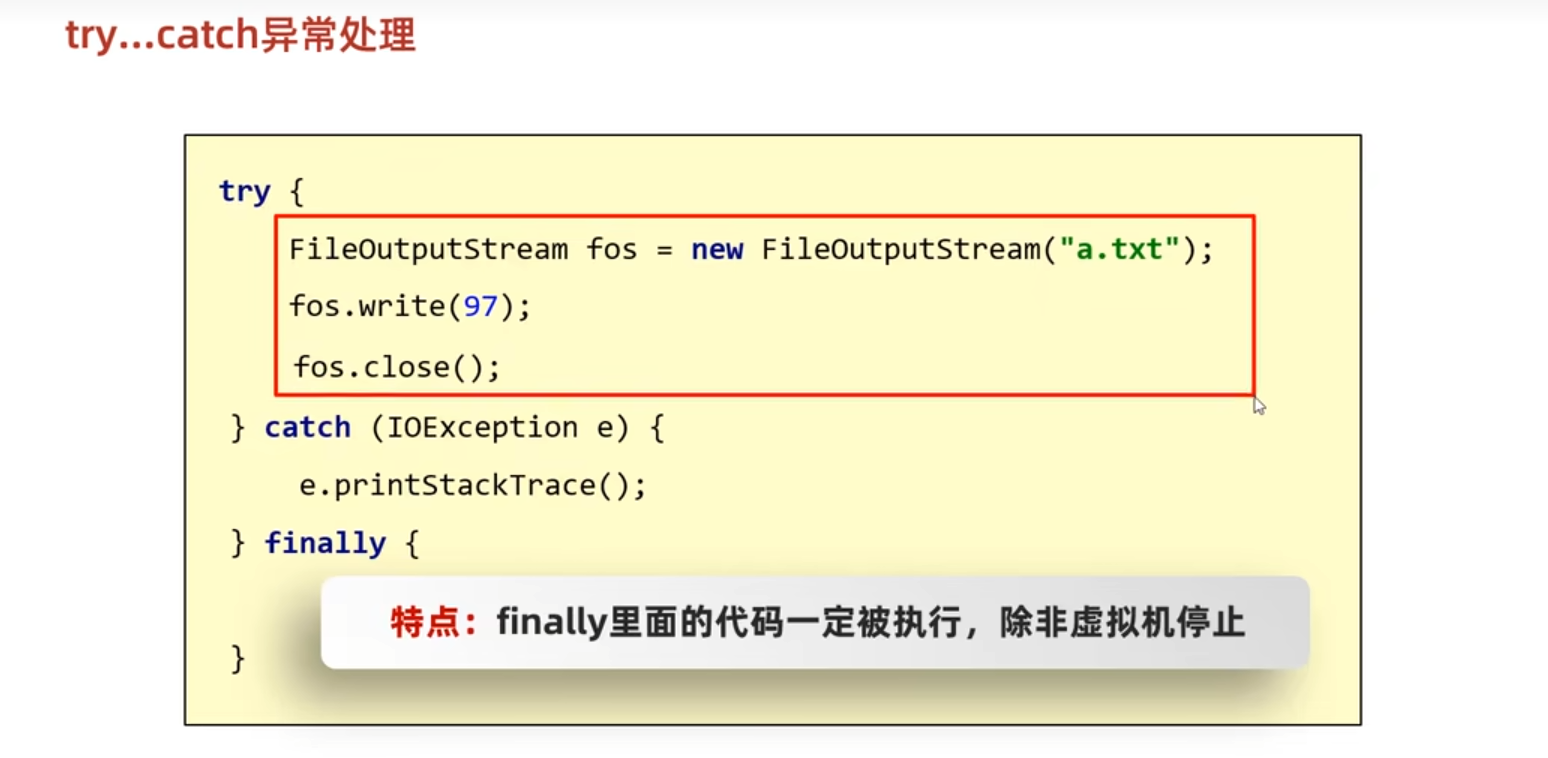 try...catch异常处理
try {
FileOutputStream fos = new FileOutputStream("a.txt");
fos.write(97);
fos.close();
} catch (IOException e) {
e.printStackTrace();
} finally {
特点：finally里面的代码一定被执行，除非虚拟机停止
}